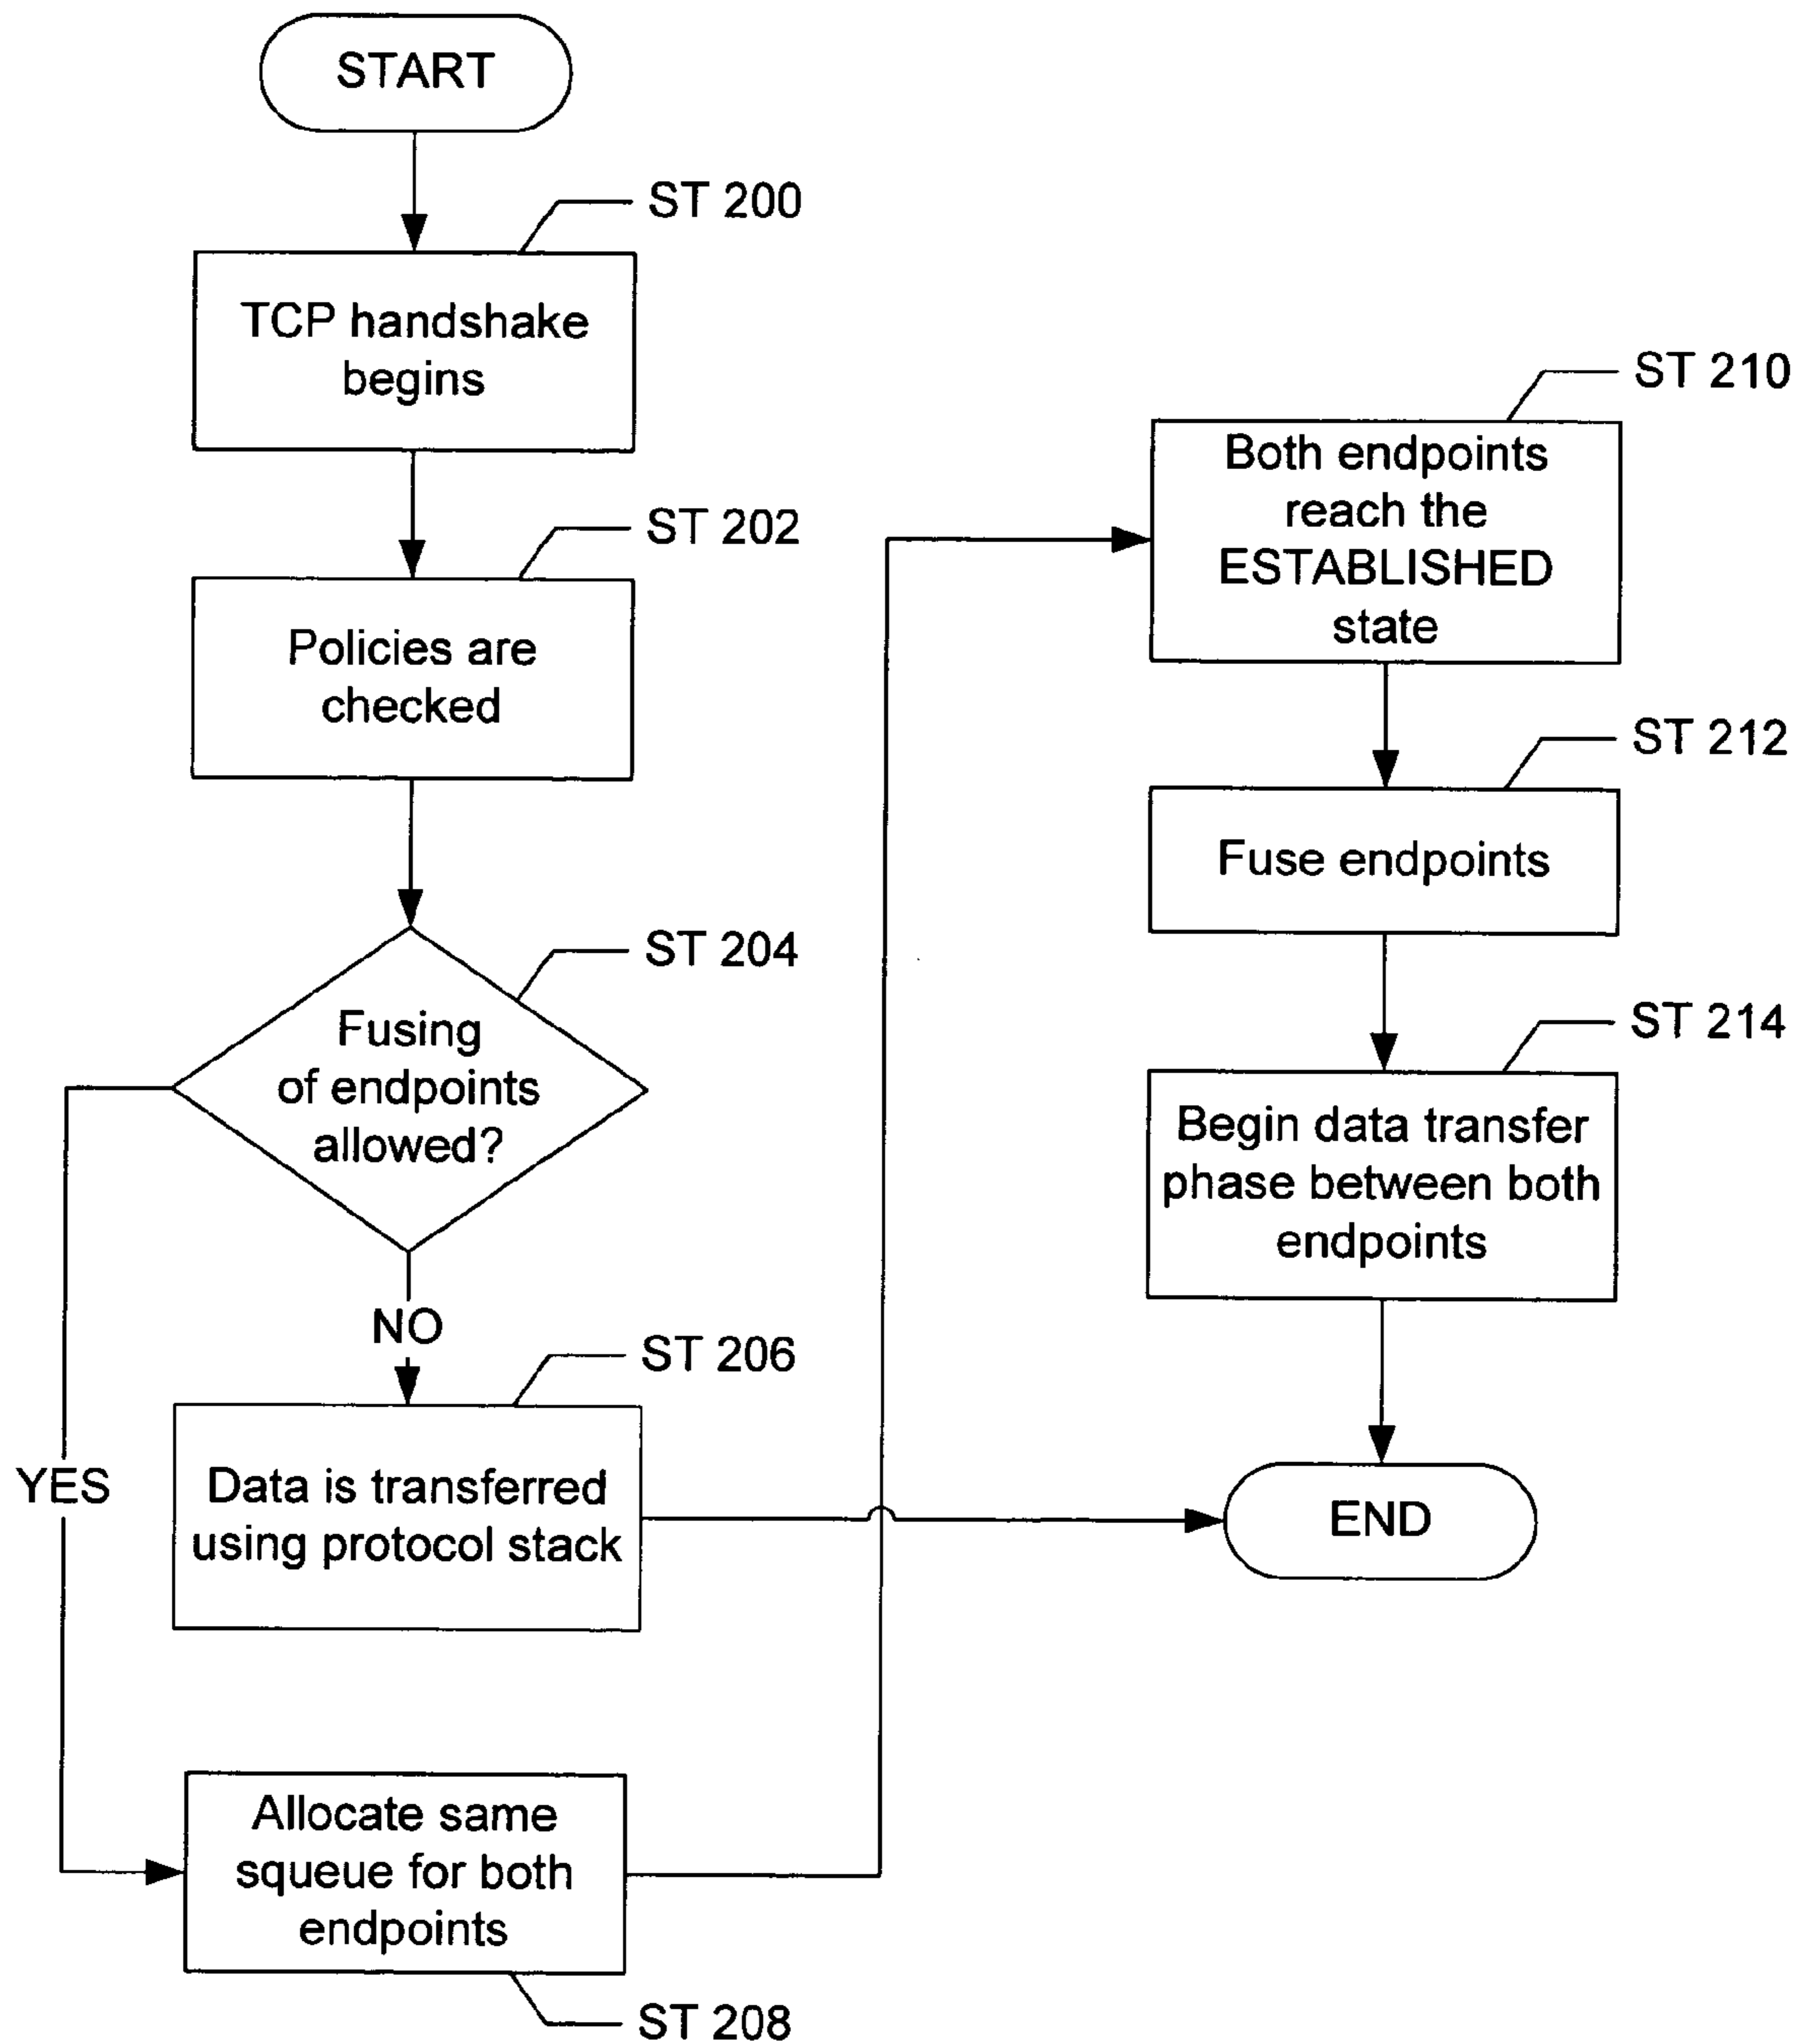 START
ST 200
TCP handshake
begins
ST 202
Policies are
checked
ST 204
Fusing
of endpoints
allowed?
NO
YES
ST 206
Data is transferred
using protocol stack
Allocate same
squeue for both
endpoints
ST 208
ST 210
Both endpoints
reach the
ESTABLISHED
state
ST 212
Fuse endpoints
ST 214
Begin data transfer
phase between both
endpoints
END